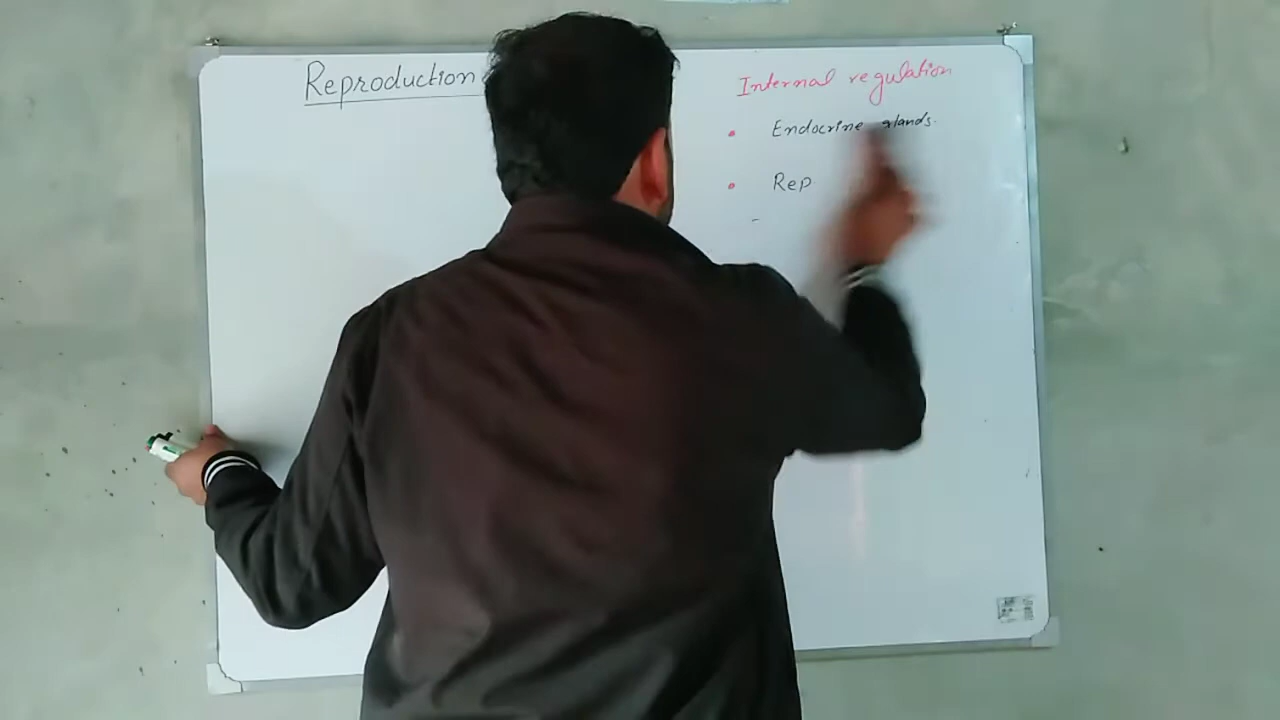 Reproduction
Internal regulation
• Endocrine glands.
• Rep
-